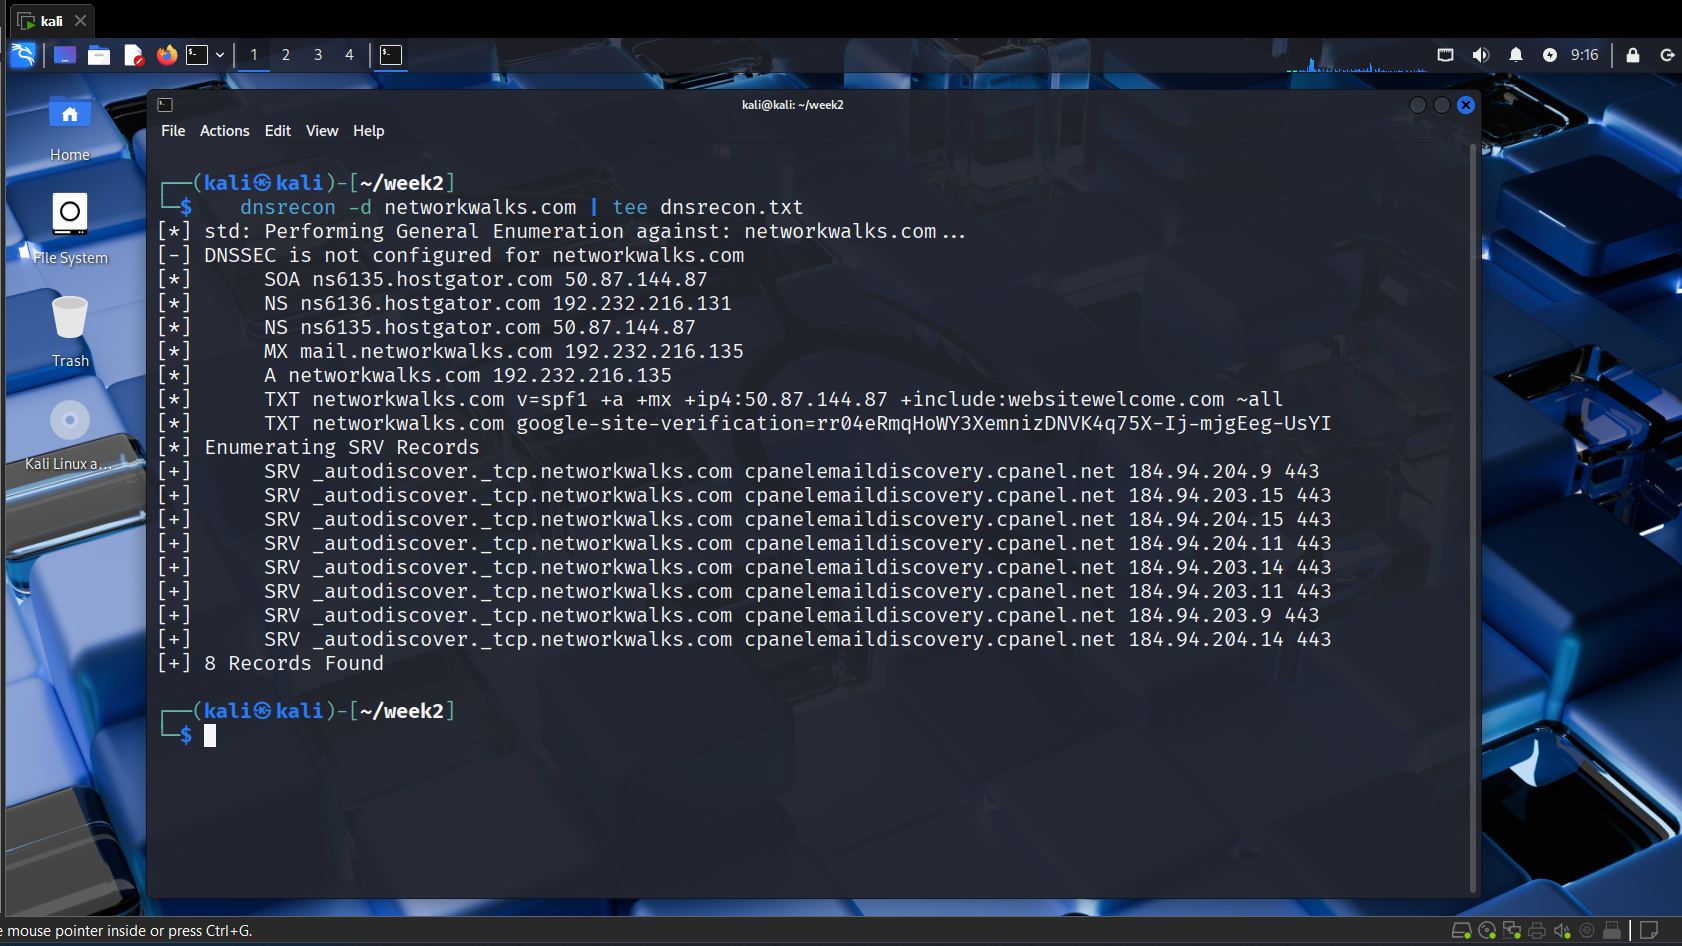 kali
1 2 3 4
9:16
kali@kali: ~/week2
File Actions Edit View Help
Home
File System
Trash
Kali Linux a...
┌──(kali㉿kali)-[~/week2]
└─$ dnsrecon -d networkwalks.com | tee dnsrecon.txt
[*] std: Performing General Enumeration against: networkwalks.com...
[-] DNSSEC is not configured for networkwalks.com
[*] SOA ns6135.hostgator.com 50.87.144.87
[*] NS ns6136.hostgator.com 192.232.216.131
[*] NS ns6135.hostgator.com 50.87.144.87
[*] MX mail.networkwalks.com 192.232.216.135
[*] A networkwalks.com 192.232.216.135
[*] TXT networkwalks.com v=spf1 +a +mx +ip4:50.87.144.87 +include:websitewelcome.com ~all
[*] TXT networkwalks.com google-site-verification=rr04eRmqHoWY3XemnizDNVK4q75X-Ij-mjgEeg-UsYI
[*] Enumerating SRV Records
[+] SRV _autodiscover._tcp.networkwalks.com cpanelemaildiscovery.cpanel.net 184.94.204.9 443
[+] SRV _autodiscover._tcp.networkwalks.com cpanelemaildiscovery.cpanel.net 184.94.203.15 443
[+] SRV _autodiscover._tcp.networkwalks.com cpanelemaildiscovery.cpanel.net 184.94.204.15 443
[+] SRV _autodiscover._tcp.networkwalks.com cpanelemaildiscovery.cpanel.net 184.94.204.11 443
[+] SRV _autodiscover._tcp.networkwalks.com cpanelemaildiscovery.cpanel.net 184.94.203.14 443
[+] SRV _autodiscover._tcp.networkwalks.com cpanelemaildiscovery.cpanel.net 184.94.203.11 443
[+] SRV _autodiscover._tcp.networkwalks.com cpanelemaildiscovery.cpanel.net 184.94.203.9 443
[+] SRV _autodiscover._tcp.networkwalks.com cpanelemaildiscovery.cpanel.net 184.94.204.14 443
[+] 8 Records Found
┌──(kali㉿kali)-[~/week2]
└─$
e mouse pointer inside or press Ctrl+G.